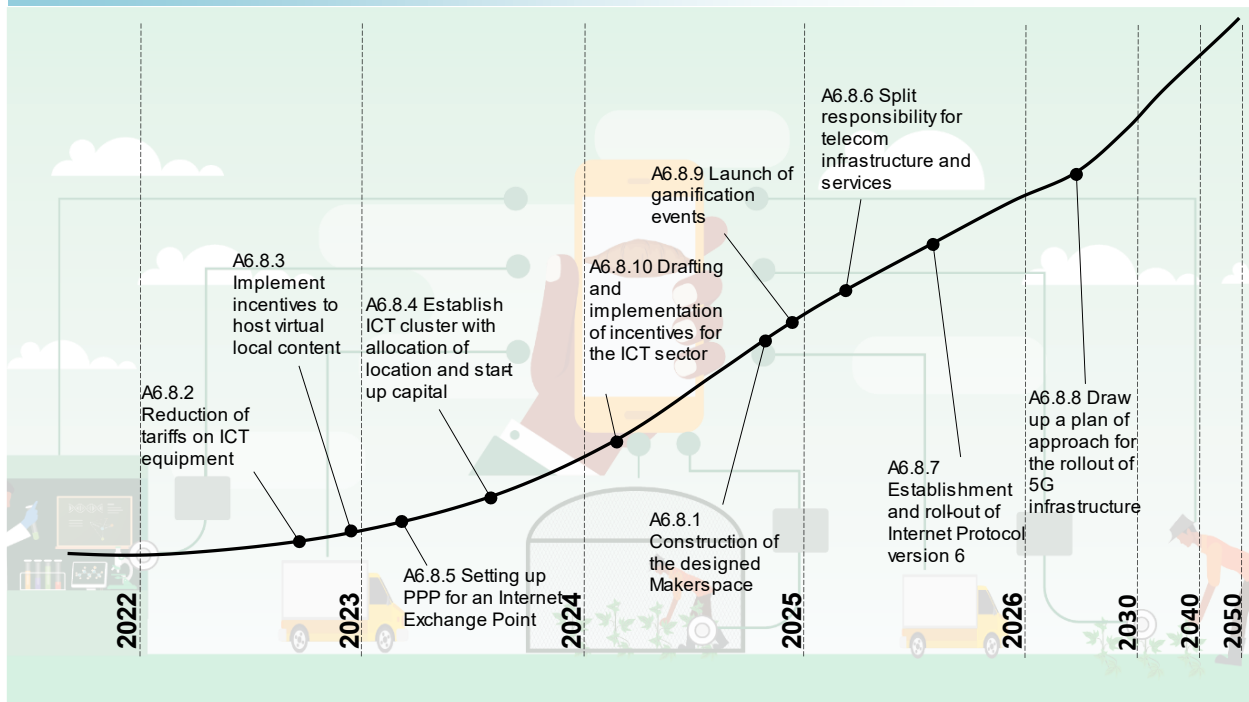 A6.8.2
Reduction of
tariffs on ICT
equipment
A6.8.3
Implement
incentives to
host virtual
local content
A6.8.4 Establish
ICT cluster with
allocation of
location and start
up capital
A6.8.5 Setting up
PPP for an Internet
Exchange Point
A6.8.10 Drafting
and
implementation
of incentives for
the ICT sector
A6.8.9 Launch of
gamification
events
A6.8.1
Construction of
the designed
Makerspace
A6.8.6 Split
responsibility for
telecom
infrastructure and
services
A6.8.7
Establishment
and roll-out of
Internet Protocol
version 6
A6.8.8 Draw
up a plan of
approach for
the rollout of
5G
infrastructure
2022
2023
2024
2025
2026
2030
2040
2050